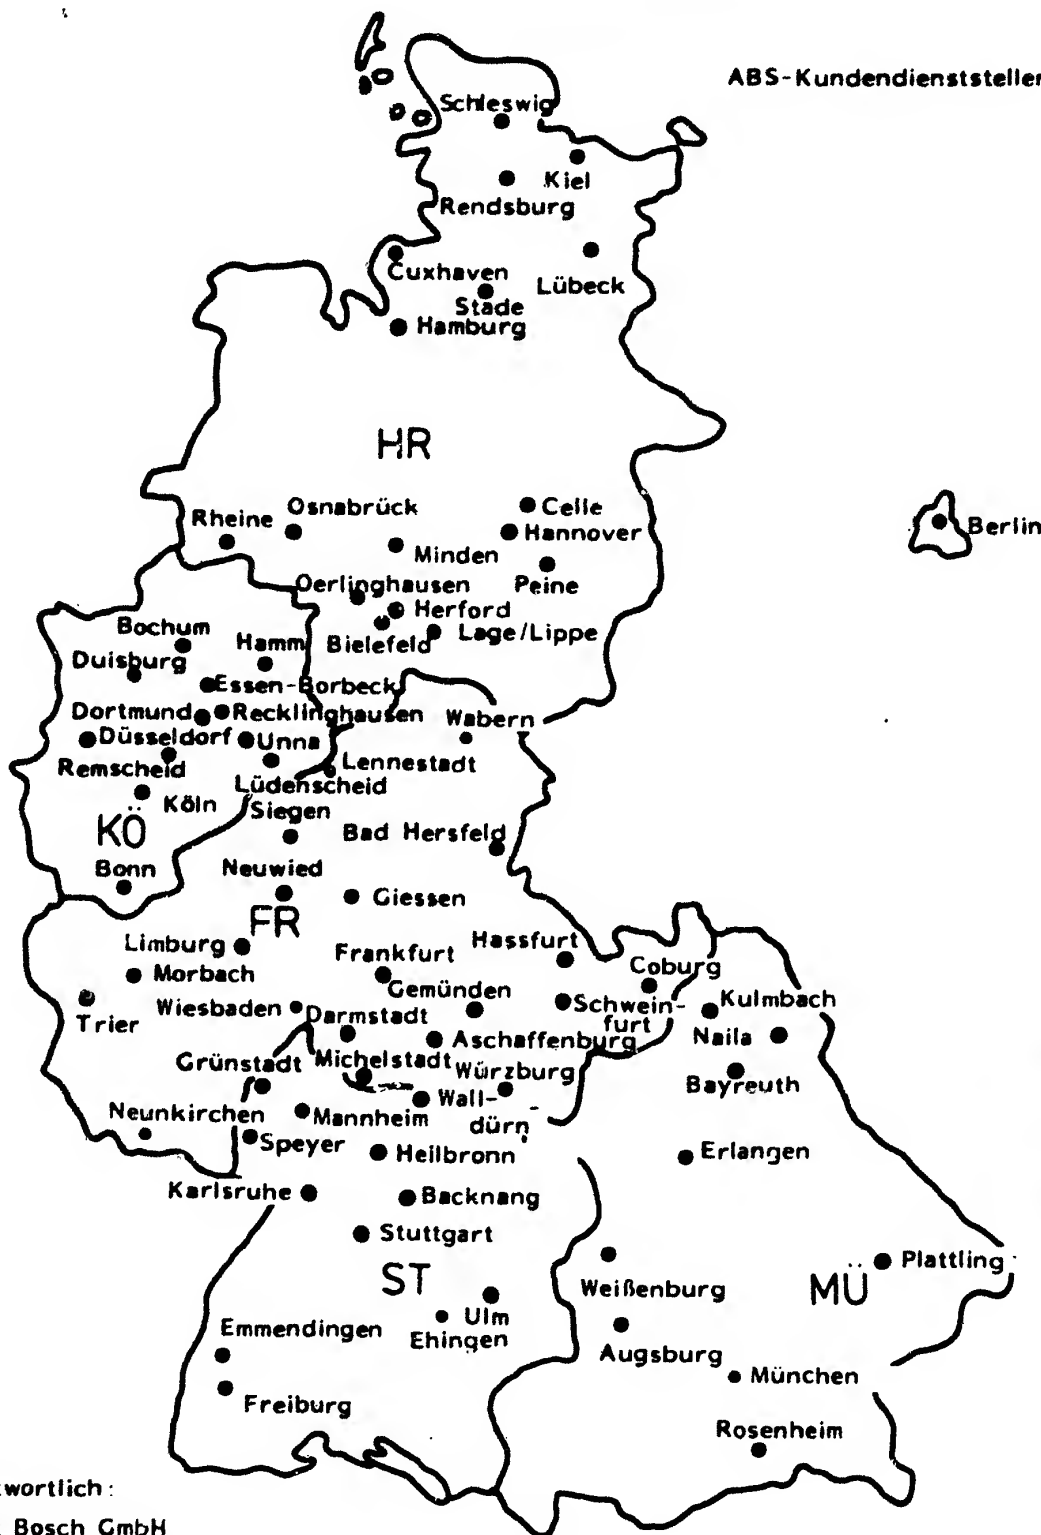 ABS-Kundendienststellen
Schleswig
Kiel
Rendsburg
Cuxhaven
Lübeck
Stade
Hamburg
HR
Celle
Osnabrück
Rheine
Hannover
Berlin
Minden
Oerlinghausen
Peine
Herford
Bochum
Lage/Lippe
Hamm
Bielefeld
Duisburg
Essen-Borbeck
Dortmund
Recklinghausen
Wabern
Düsseldorf
Unna
Lennestadt
Remscheid
Lüdenscheid
Köln
Siegen
KÖ
Bad Hersfeld
Bonn
Neuwied
Giessen
FR
Limburg
Hassfurt
Frankfurt
Coburg
Morbach
Gemünden
Kulmbach
Wiesbaden
Schwein-
furt
Trier
Darmstadt
Naila
Aschaffenburg
Grünstadt
Michelstadt
Würzburg
Bayreuth
Wall-
dürn
Neunkirchen
Mannheim
Speyer
Heilbronn
Erlangen
Karlsruhe
Backnang
Stuttgart
Plattling
ST
Weißenburg
MÜ
Ulm
Emmendingen
Ehingen
Augsburg
München
Freiburg
Rosenheim
wortlich:
Bosch GmbH